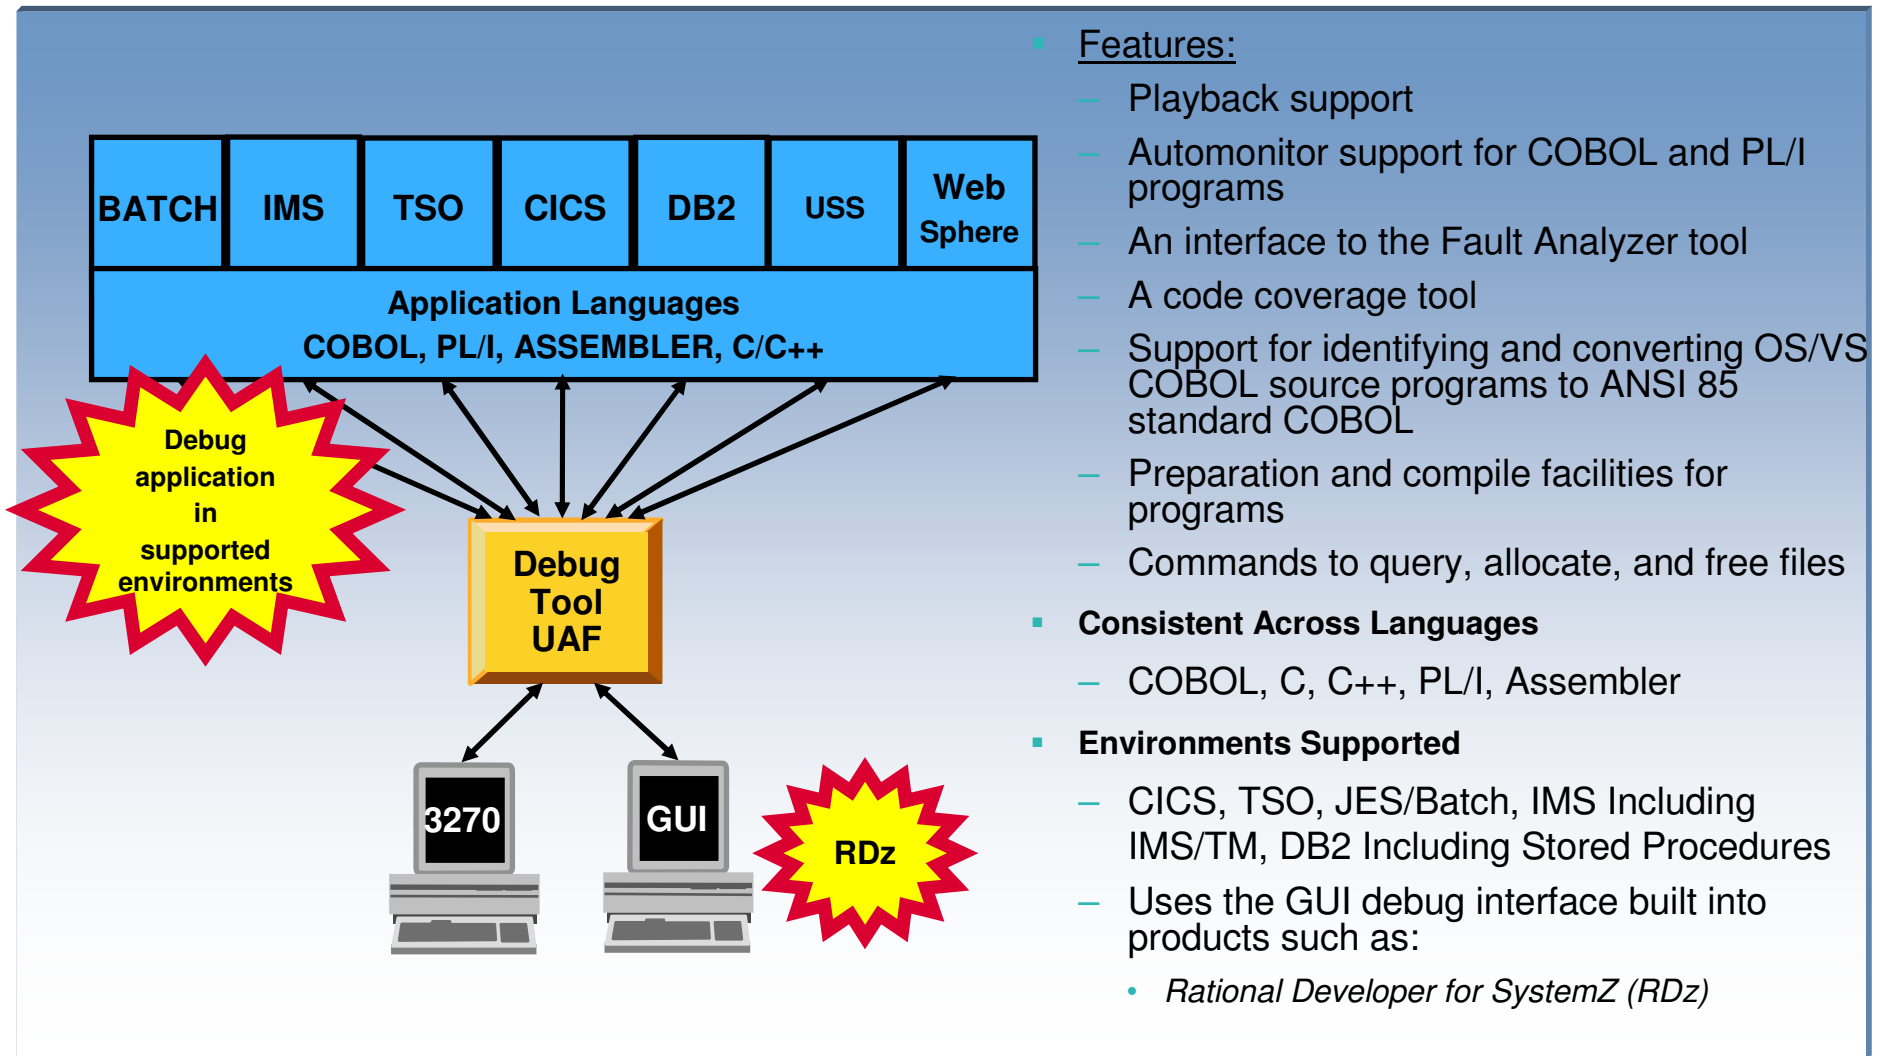 BATCH
IMS
TSO
CICS
DB2
USS
Web
Sphere
Application Languages
COBOL, PL/I, ASSEMBLER, C/C++
Debug
application
in
supported
environments
Debug
Tool
UAF
3270
GUI
RDz
Features:
Playback support
Automonitor support for COBOL and PL/I
programs
An interface to the Fault Analyzer tool
A code coverage tool
Support for identifying and converting OS/VS
COBOL source programs to ANSI 85
standard COBOL
Preparation and compile facilities for
programs
Commands to query, allocate, and free files
Consistent Across Languages
COBOL, C, C++, PL/I, Assembler
Environments Supported
CICS, TSO, JES/Batch, IMS Including
IMS/TM, DB2 Including Stored Procedures
Uses the GUI debug interface built into
products such as:
Rational Developer for SystemZ (RDz)